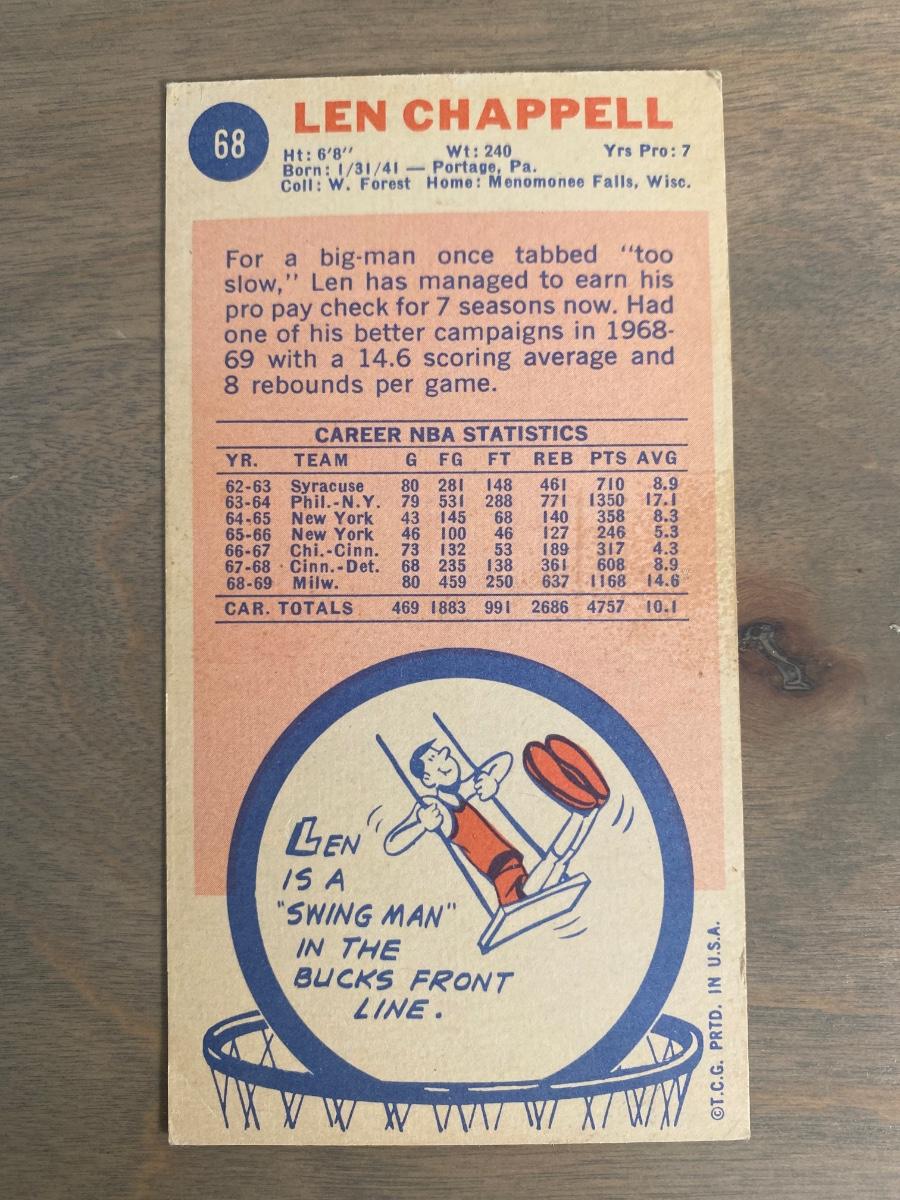 68
LEN CHAPPELL
Ht: 6'8" Wt: 240 Yrs Pro: 7
Born: 1/31/41 — Portage, Pa.
Coll: W. Forest Home: Menomonee Falls, Wisc.
For a big-man once tabbed "too
slow," Len has managed to earn his
pro pay check for 7 seasons now. Had
one of his better campaigns in 1968-
69 with a 14.6 scoring average and
8 rebounds per game.
CAREER NBA STATISTICS
YR. TEAM G FG FT REB PTS AVG
62-63 Syracuse 80 281 148 461 710 8.9
63-64 Phil.-N.Y. 79 531 288 771 1350 17.1
64-65 New York 43 145 68 140 358 8.3
65-66 New York 46 100 46 127 246 5.3
66-67 Chi.-Cinn. 73 132 53 189 317 4.3
67-68 Cinn.-Det. 68 235 138 361 608 8.9
68-69 Milw. 80 459 250 637 1168 14.6
CAR. TOTALS 469 1883 991 2686 4757 10.1
LEN
IS A
"SWING MAN"
IN THE
BUCKS FRONT
LINE.
©T.C.G. PRTD. IN U.S.A.